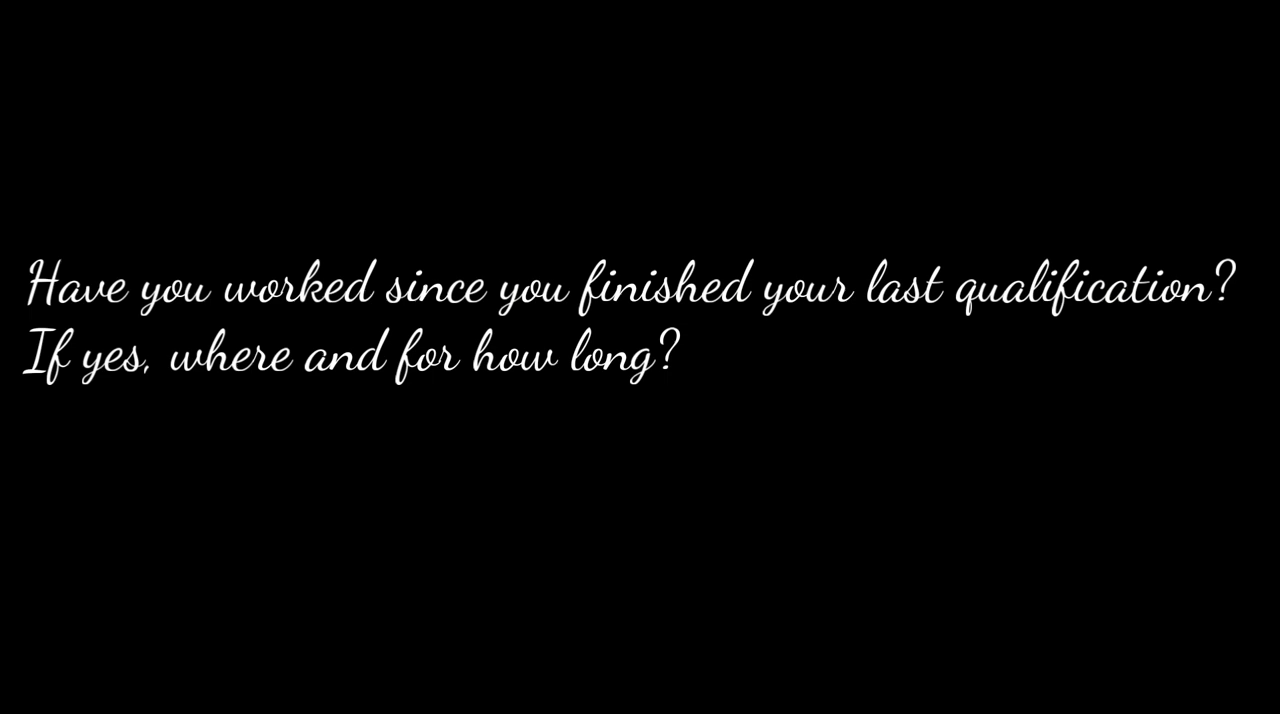 Have you worked since you finished your last qualification?
If yes, where and for how long?